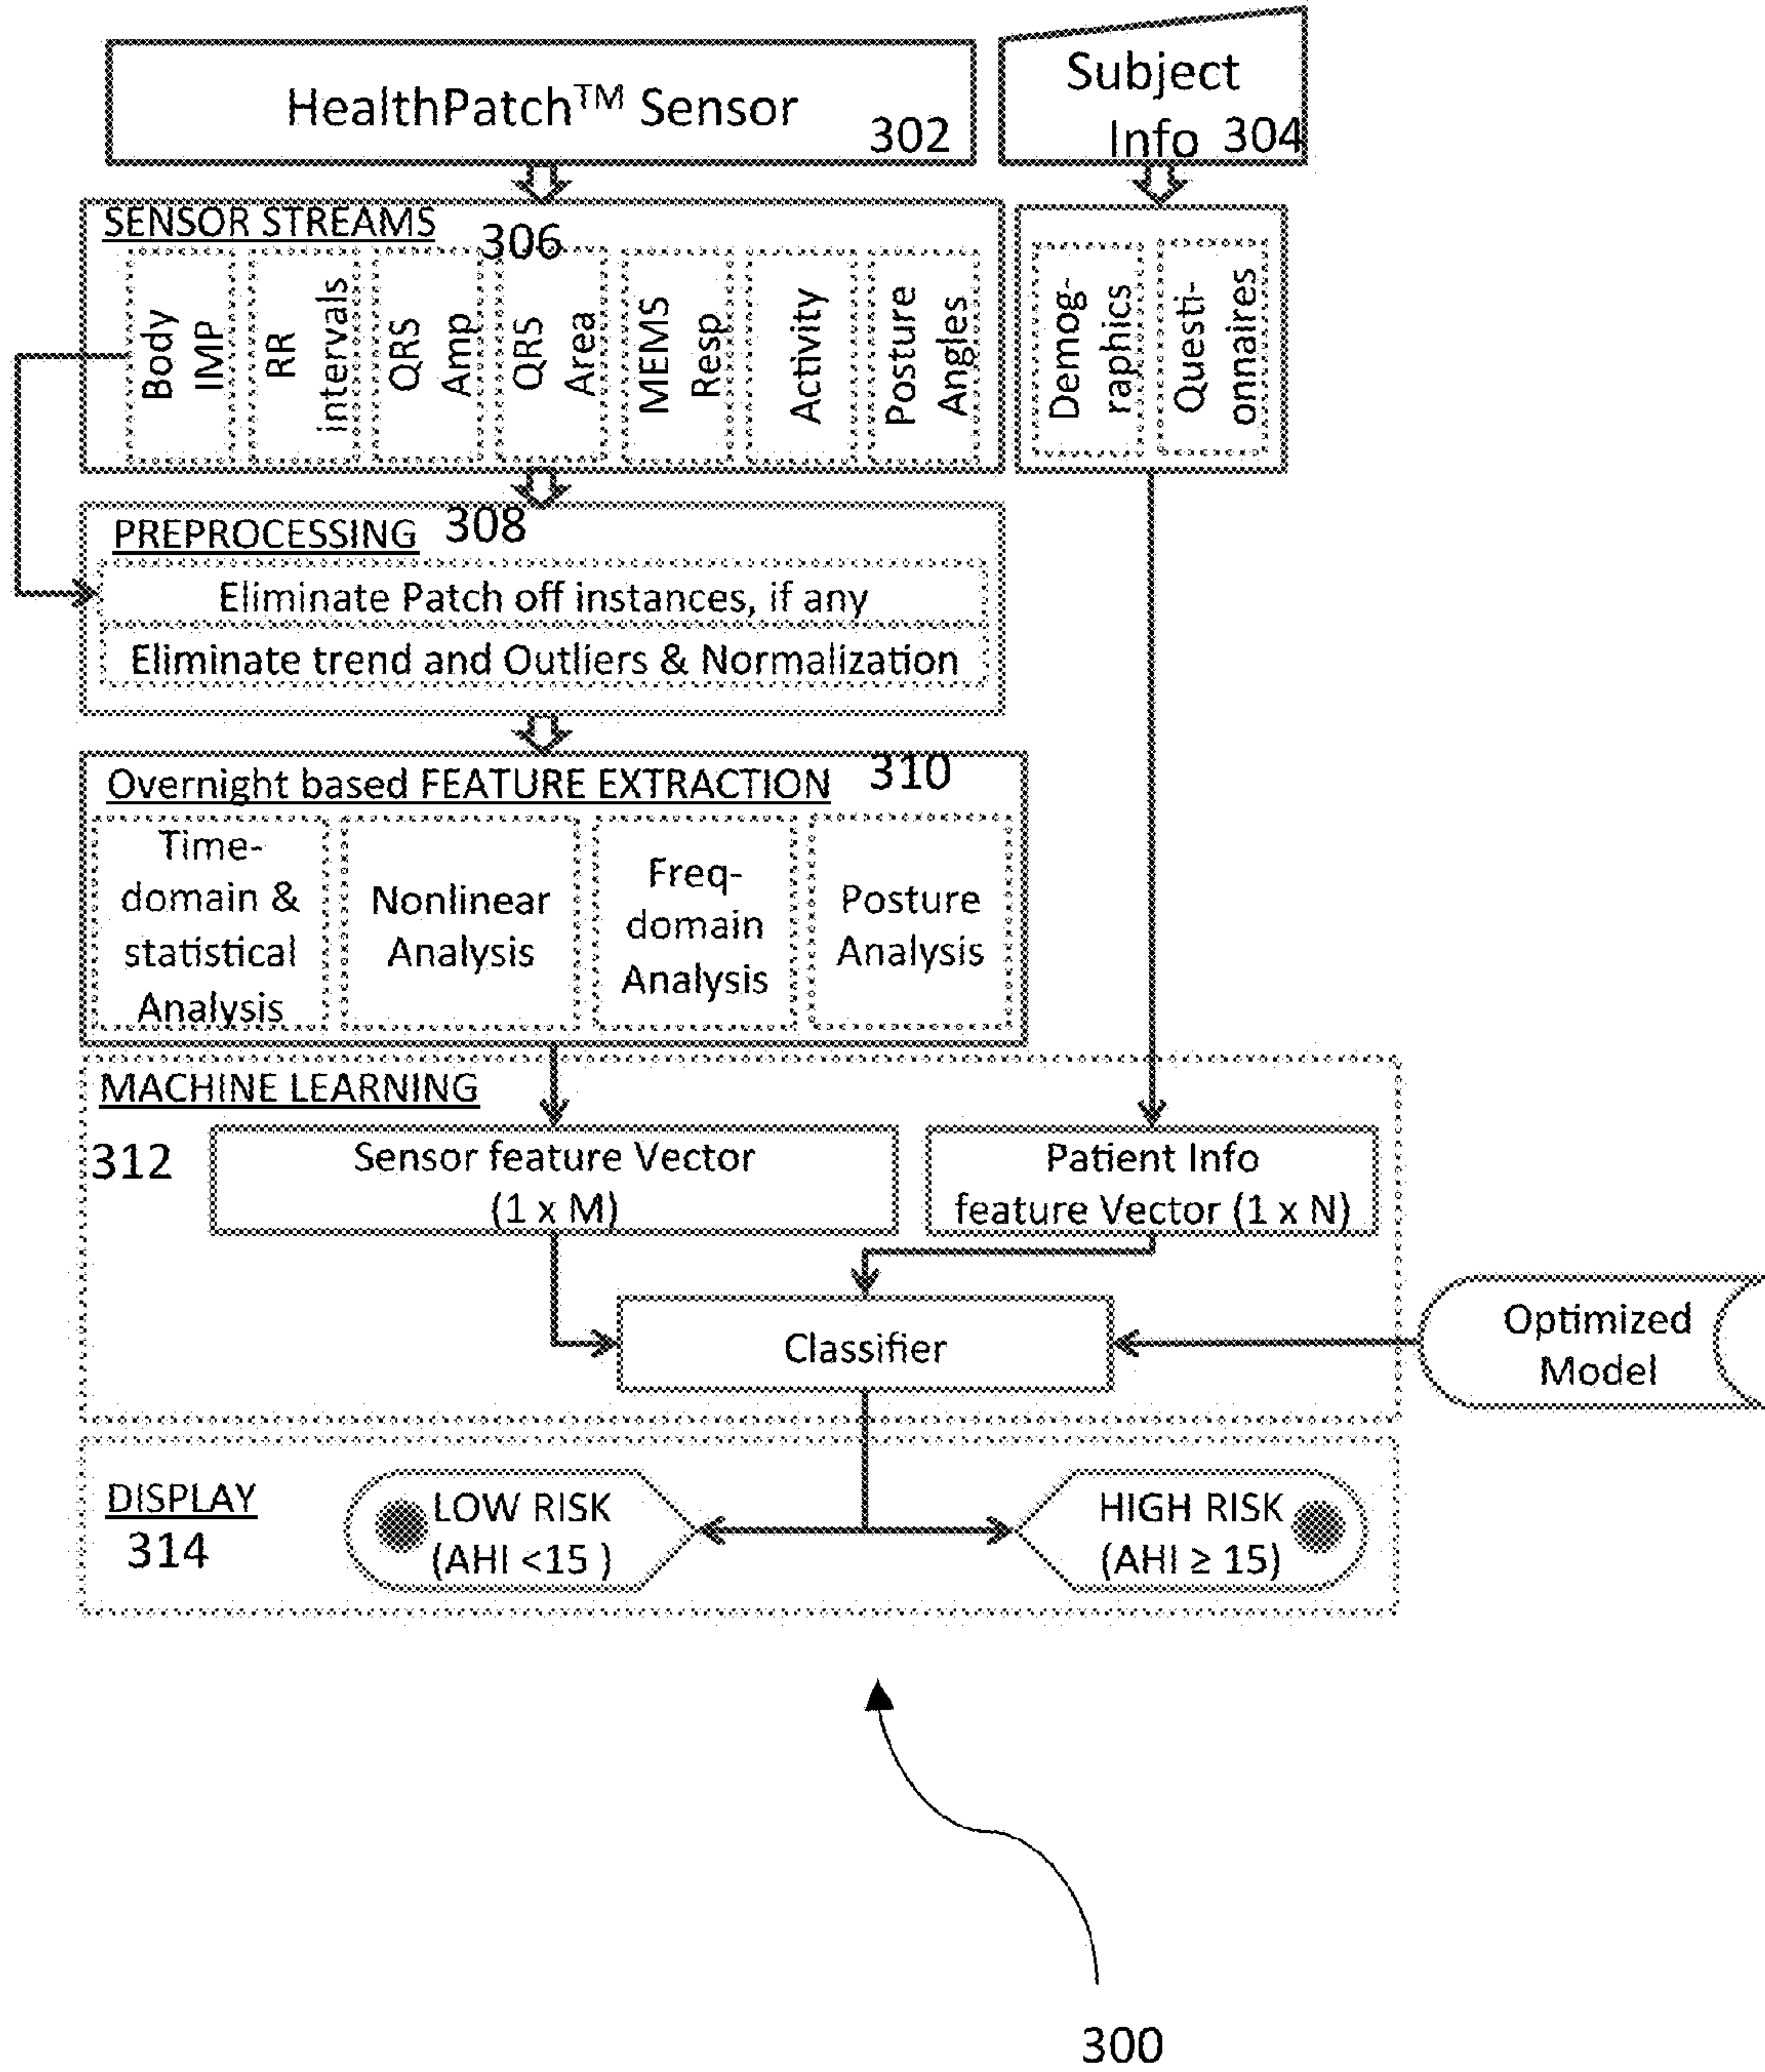 HealthPatch™ Sensor
302
Subject
Info 304
SENSOR STREAMS
306
Body
IMP
RR
intervals
QRS
Amp
QRS
Area
MEMS
Resp
Activity
Posture
Angles
Demog-
raphics
Questi-
onnaires
PREPROCESSING 308
Eliminate Patch off instances, if any
Eliminate trend and Outliers & Normalization
Overnight based FEATURE EXTRACTION 310
Time-
domain &
statistical
Analysis
Nonlinear
Analysis
Freq-
domain
Analysis
Posture
Analysis
MACHINE LEARNING
312
Sensor feature Vector
(1 x M)
Patient Info
feature Vector (1 x N)
Classifier
Optimized
Model
DISPLAY
314
LOW RISK
(AHI <15 )
HIGH RISK
(AHI ≥ 15)
300